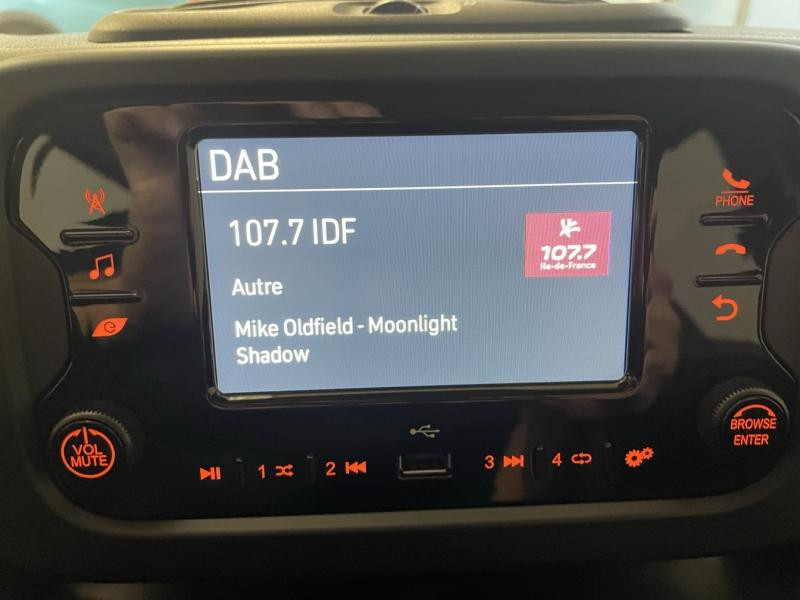 DAB
107.7 IDF
107.7
Ile-de-France
Autre
Mike Oldfield - Moonlight
Shadow
PHONE
VOL
MUTE
1
2
3
4
BROWSE
ENTER